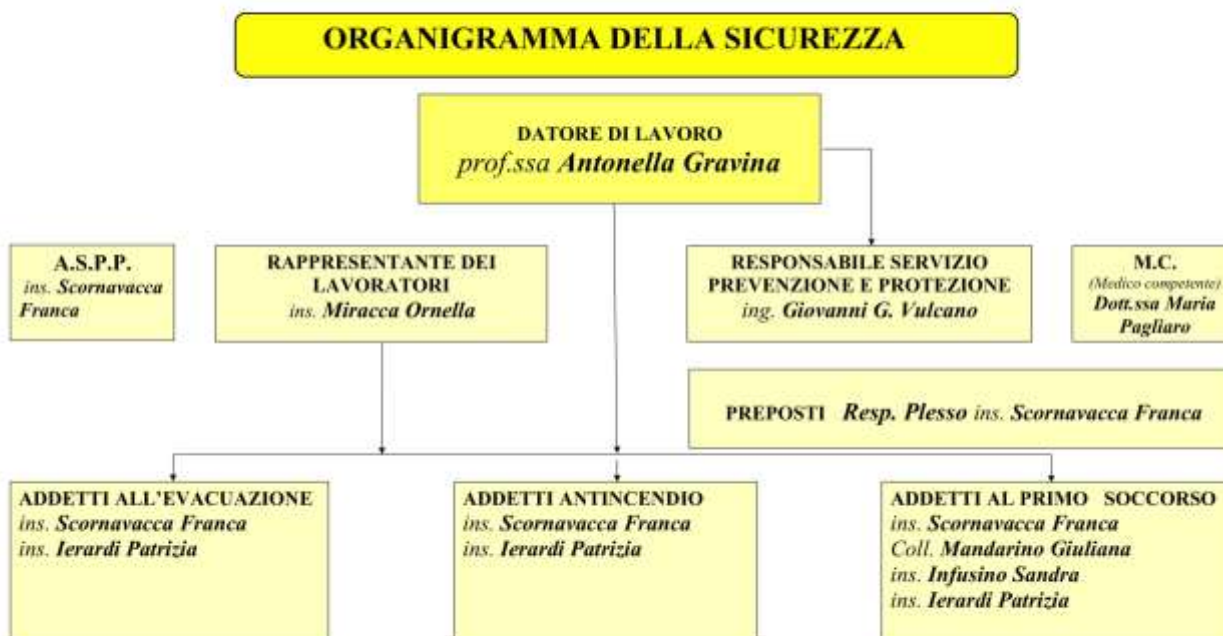 ORGANIGRAMMA DELLA SICUREZZA
DATORE DI LAVORO
prof.ssa Antonella Gravina
A.S.P.P.
ins. Scornavacca
Franca
RAPPRESENTANTE DEI
LAVORATORI
ins. Miracca Ornella
RESPONSABILE SERVIZIO
PREVENZIONE E PROTEZIONE
ing. Giovanni G. Vulcano
M.C.
(Medico competente)
Dott.ssa Maria
Pagliaro
PREPOSTI Resp. Plesso ins. Scornavacca Franca
ADDETTI ALL'EVACUAZIONE
ins. Scornavacca Franca
ins. Ierardi Patrizia
ADDETTI ANTINCENDIO
ins. Scornavacca Franca
ins. Ierardi Patrizia
ADDETTI AL PRIMO SOCCORSO
ins. Scornavacca Franca
Coll. Mandarino Giuliana
ins. Infusino Sandra
ins. Ierardi Patrizia